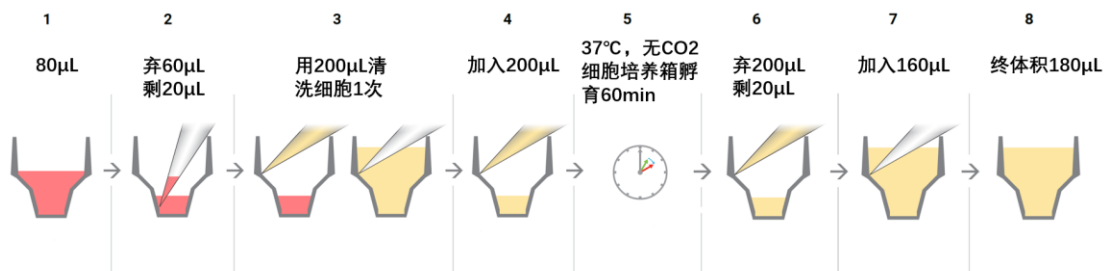 1
2
3
4
5
6
7
8
80μL
弃60μL
剩20μL
用200μL清
洗细胞1次
加入200μL
37℃，无CO2
细胞培养箱孵
育60min
弃200μL
剩20μL
加入160μL
终体积180μL